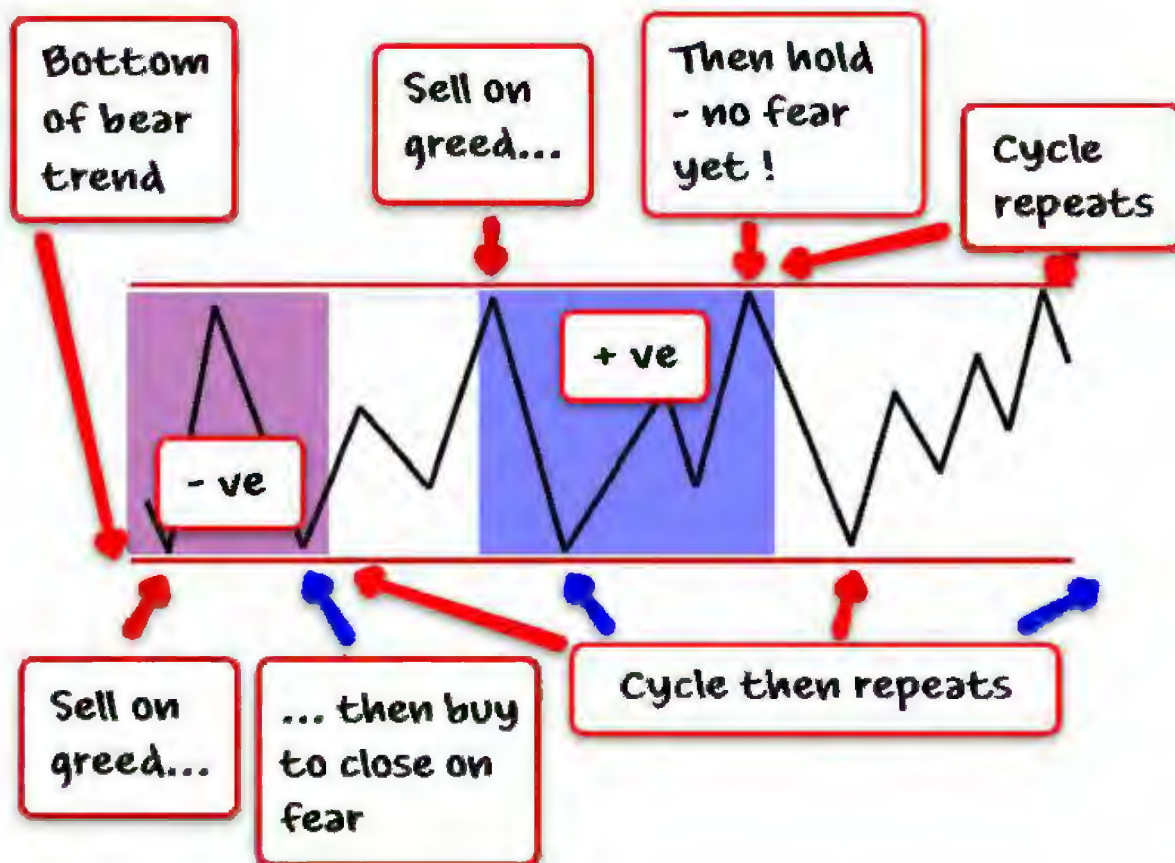 Bottom
of bear
trend
Sell on
greed...
Then hold
- no fear
yet !
Cycle
repeats
- ve
+ ve
Sell on
greed...
... then buy
to close on
fear
Cycle then repeats